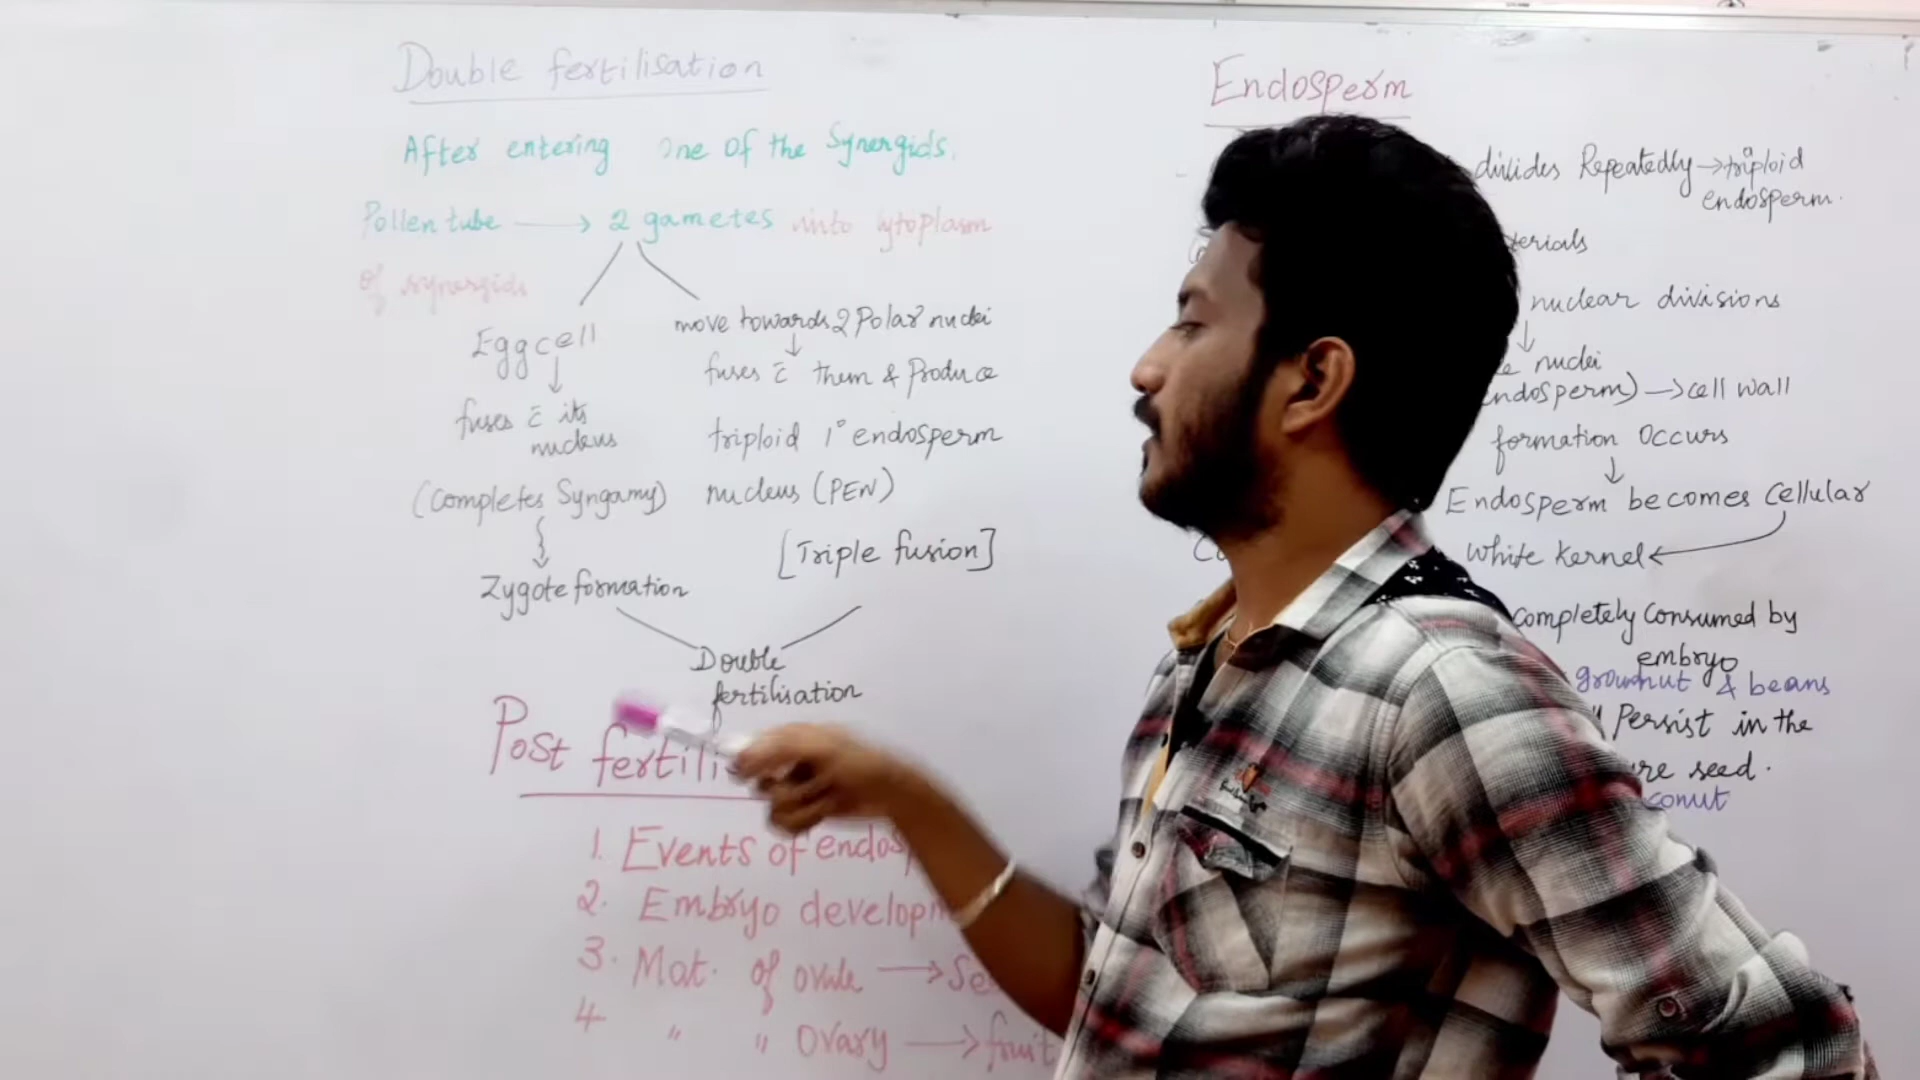 Double fertilisation
After entering one of the Synergids.
Pollen tube → 2 gametes into cytoplasm
of synergids
Egg cell
↓
fuses c̄ its
nucleus
(Completes Syngamy)
↓
Zygote formation
move towards 2 Polar nuclei
↓
fuses c̄ them & Produce
triploid 1° endosperm
nucleus (PEN)
[Triple fusion]
Double
fertilisation
Post fertili
1. Events of endosp
2. Embryo developm
3. Mat. of ovule → Se
4 " " Ovary → fruit
Endosperm
divides Repeatedly → a triploid
endosperm.
terials
nuclear divisions
↓
nuclei
endosperm) → cell wall
formation occurs
↓
Endosperm becomes cellular
white kernel ←
Completely Consumed by
embryo
grownut & beans
" Persist in the
re seed.
conut